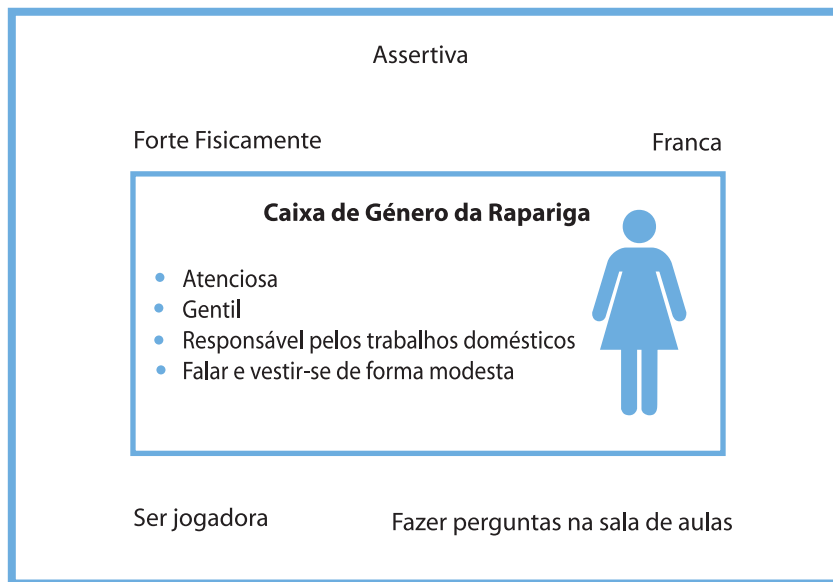 Assertiva
Forte Fisicamente
Franca
Caixa de Género da Rapariga
• Atenciosa
• Gentil
• Responsável pelos trabalhos domésticos
• Falar e vestir-se de forma modesta
Ser jogadora
Fazer perguntas na sala de aulas